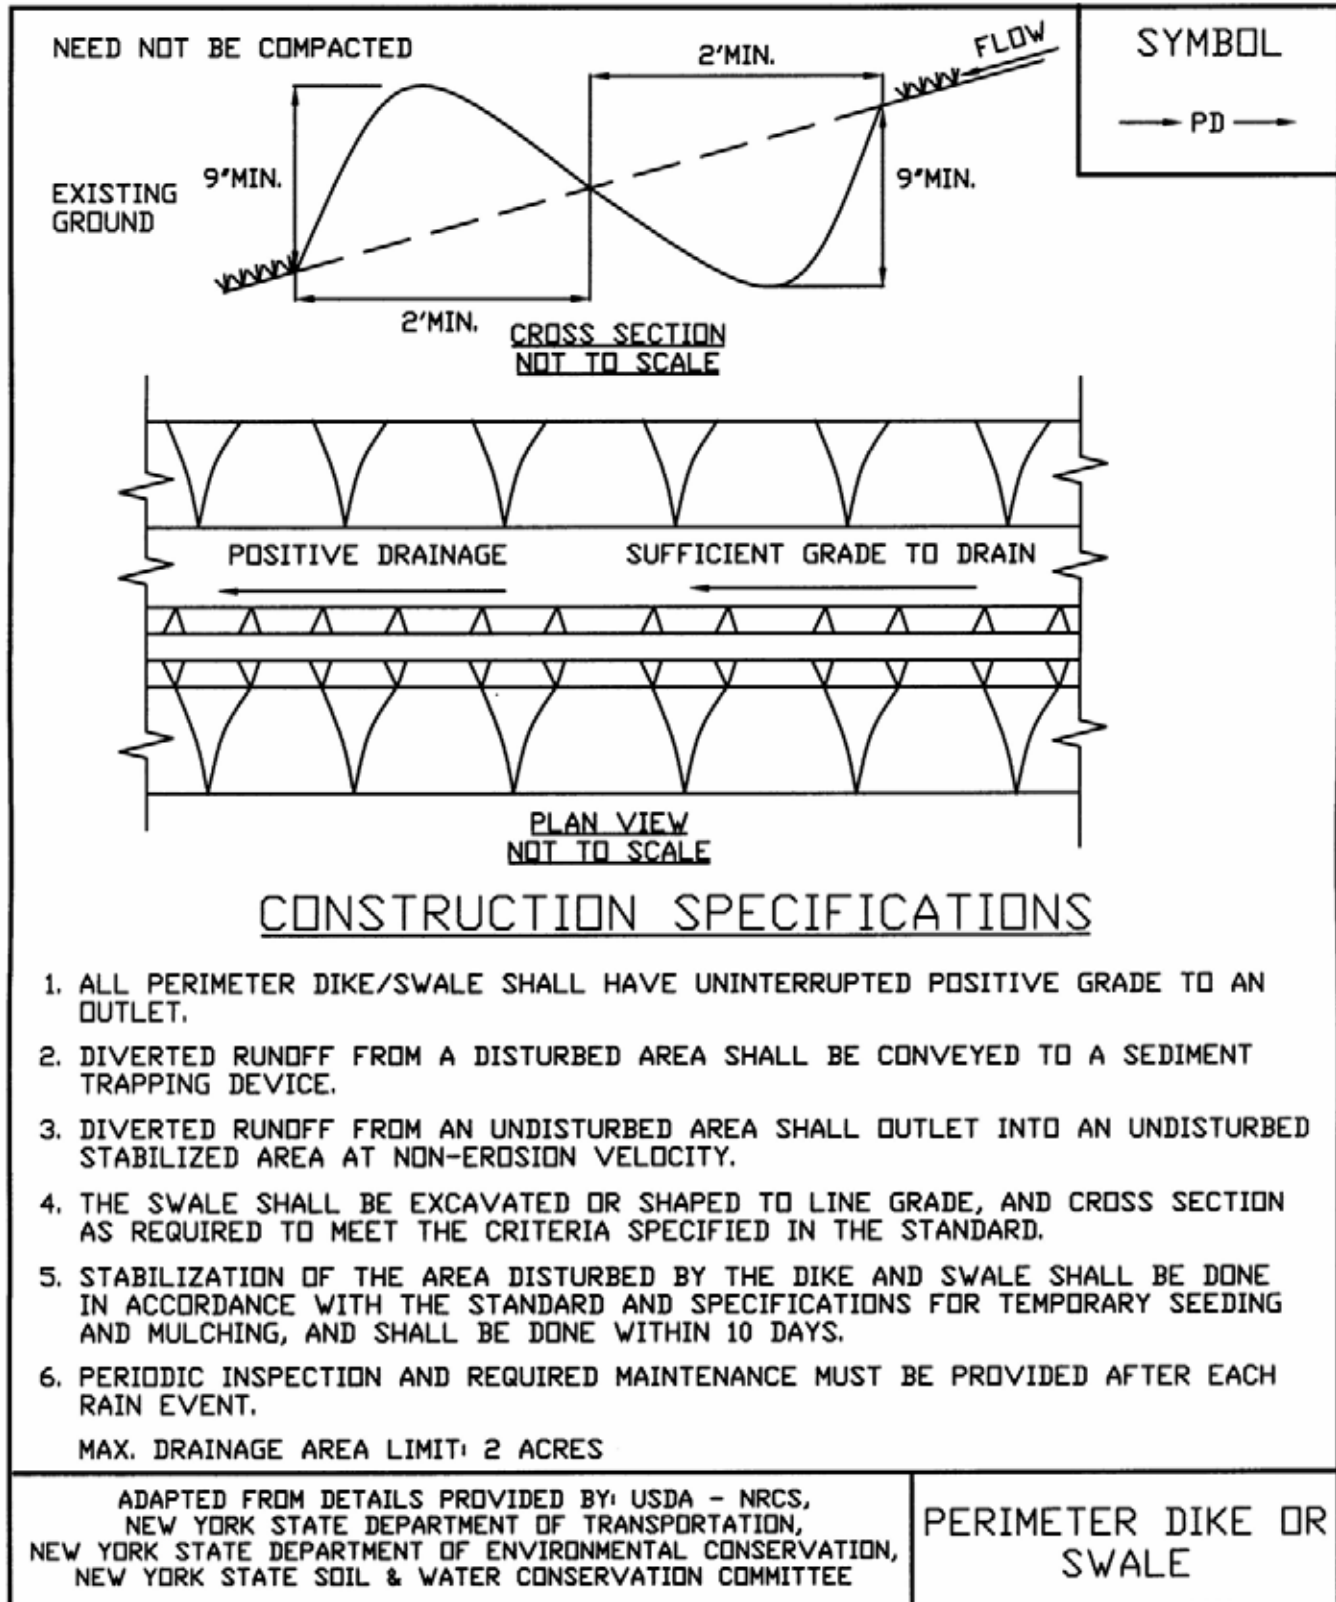 NEED NOT BE COMPACTED
2'MIN.
FLOW
SYMBOL
PD
9"MIN.
9"MIN.
EXISTING
GROUND
2'MIN.
CROSS SECTION
NOT TO SCALE
POSITIVE DRAINAGE
SUFFICIENT GRADE TO DRAIN
PLAN VIEW
NOT TO SCALE
CONSTRUCTION SPECIFICATIONS
1. ALL PERIMETER DIKE/SWALE SHALL HAVE UNINTERRUPTED POSITIVE GRADE TO AN
OUTLET.
2. DIVERTED RUNOFF FROM A DISTURBED AREA SHALL BE CONVEYED TO A SEDIMENT
TRAPPING DEVICE.
3. DIVERTED RUNOFF FROM AN UNDISTURBED AREA SHALL OUTLET INTO AN UNDISTURBED
STABILIZED AREA AT NON-EROSION VELOCITY.
4. THE SWALE SHALL BE EXCAVATED OR SHAPED TO LINE GRADE, AND CROSS SECTION
AS REQUIRED TO MEET THE CRITERIA SPECIFIED IN THE STANDARD.
5. STABILIZATION OF THE AREA DISTURBED BY THE DIKE AND SWALE SHALL BE DONE
IN ACCORDANCE WITH THE STANDARD AND SPECIFICATIONS FOR TEMPORARY SEEDING
AND MULCHING, AND SHALL BE DONE WITHIN 10 DAYS.
6. PERIODIC INSPECTION AND REQUIRED MAINTENANCE MUST BE PROVIDED AFTER EACH
RAIN EVENT.
MAX. DRAINAGE AREA LIMIT: 2 ACRES
ADAPTED FROM DETAILS PROVIDED BY: USDA - NRCS,
NEW YORK STATE DEPARTMENT OF TRANSPORTATION,
NEW YORK STATE DEPARTMENT OF ENVIRONMENTAL CONSERVATION,
NEW YORK STATE SOIL & WATER CONSERVATION COMMITTEE
PERIMETER DIKE OR
SWALE